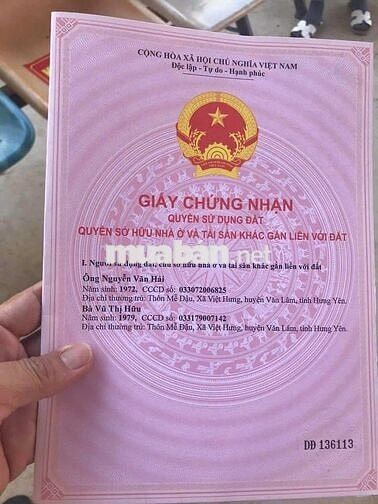 CỘNG HÒA XÃ HỘI CHỦ NGHĨA VIỆT NAM
Độc lập - Tự do - Hạnh phúc
GIẤY CHỨNG NHẬN
QUYỀN SỬ DỤNG ĐẤT
QUYỀN SỞ HỮU NHÀ Ở VÀ TÀI SẢN KHÁC GẮN LIỀN VỚI ĐẤT
muaban.net
I. Người sử dụng đất, chủ sở hữu nhà ở và tài sản khác gắn liền với đất
Ông Nguyễn Văn Hải
Năm sinh: 1972, CCCD số: 033072006825
Địa chỉ thường trú: Thôn Mễ Đậu, Xã Việt Hưng, huyện Văn Lâm, tỉnh Hưng Yên.
Bà Vũ Thị Hữu
Năm sinh: 1979, CCCD số: 033179007142
Địa chỉ thường trú: Thôn Mễ Đậu, Xã Việt Hưng, huyện Văn Lâm, tỉnh Hưng Yên.
muaban.net
DĐ 136113